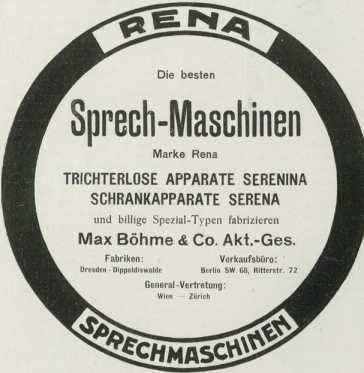 RENA
Die besten
Sprech-Maschinen
Marke Rena
TRICHTERLOSE APPARATE SERENINA
SCHRANKAPPARATE SERENA
und billige Spezial-Typen fabrizieren
Max Böhme & Co. Akt.-Ges.
Fabriken: Verkaufsbüro:
Dresden - Dippoldiswalde Berlin SW. 68, Ritterstr. 72
General-Vertretung:
Wien — Zürich
SPRECHMASCHINEN